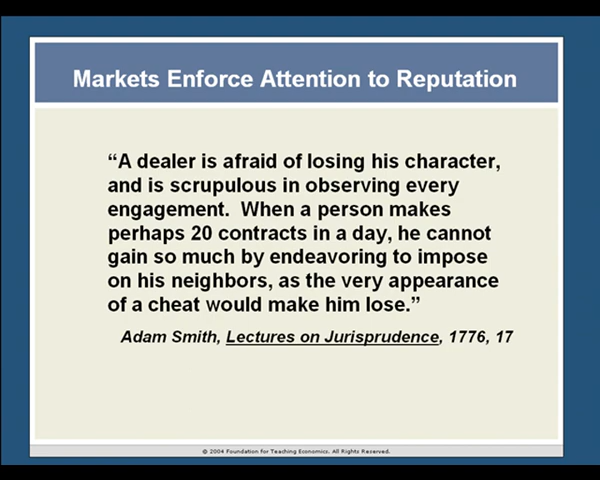 Markets Enforce Attention to Reputation
“A dealer is afraid of losing his character,
and is scrupulous in observing every
engagement. When a person makes
perhaps 20 contracts in a day, he cannot
gain so much by endeavoring to impose
on his neighbors, as the very appearance
of a cheat would make him lose.”
Adam Smith, Lectures on Jurisprudence, 1776, 17
© 2004 Foundation for Teaching Economics. All Rights Reserved.